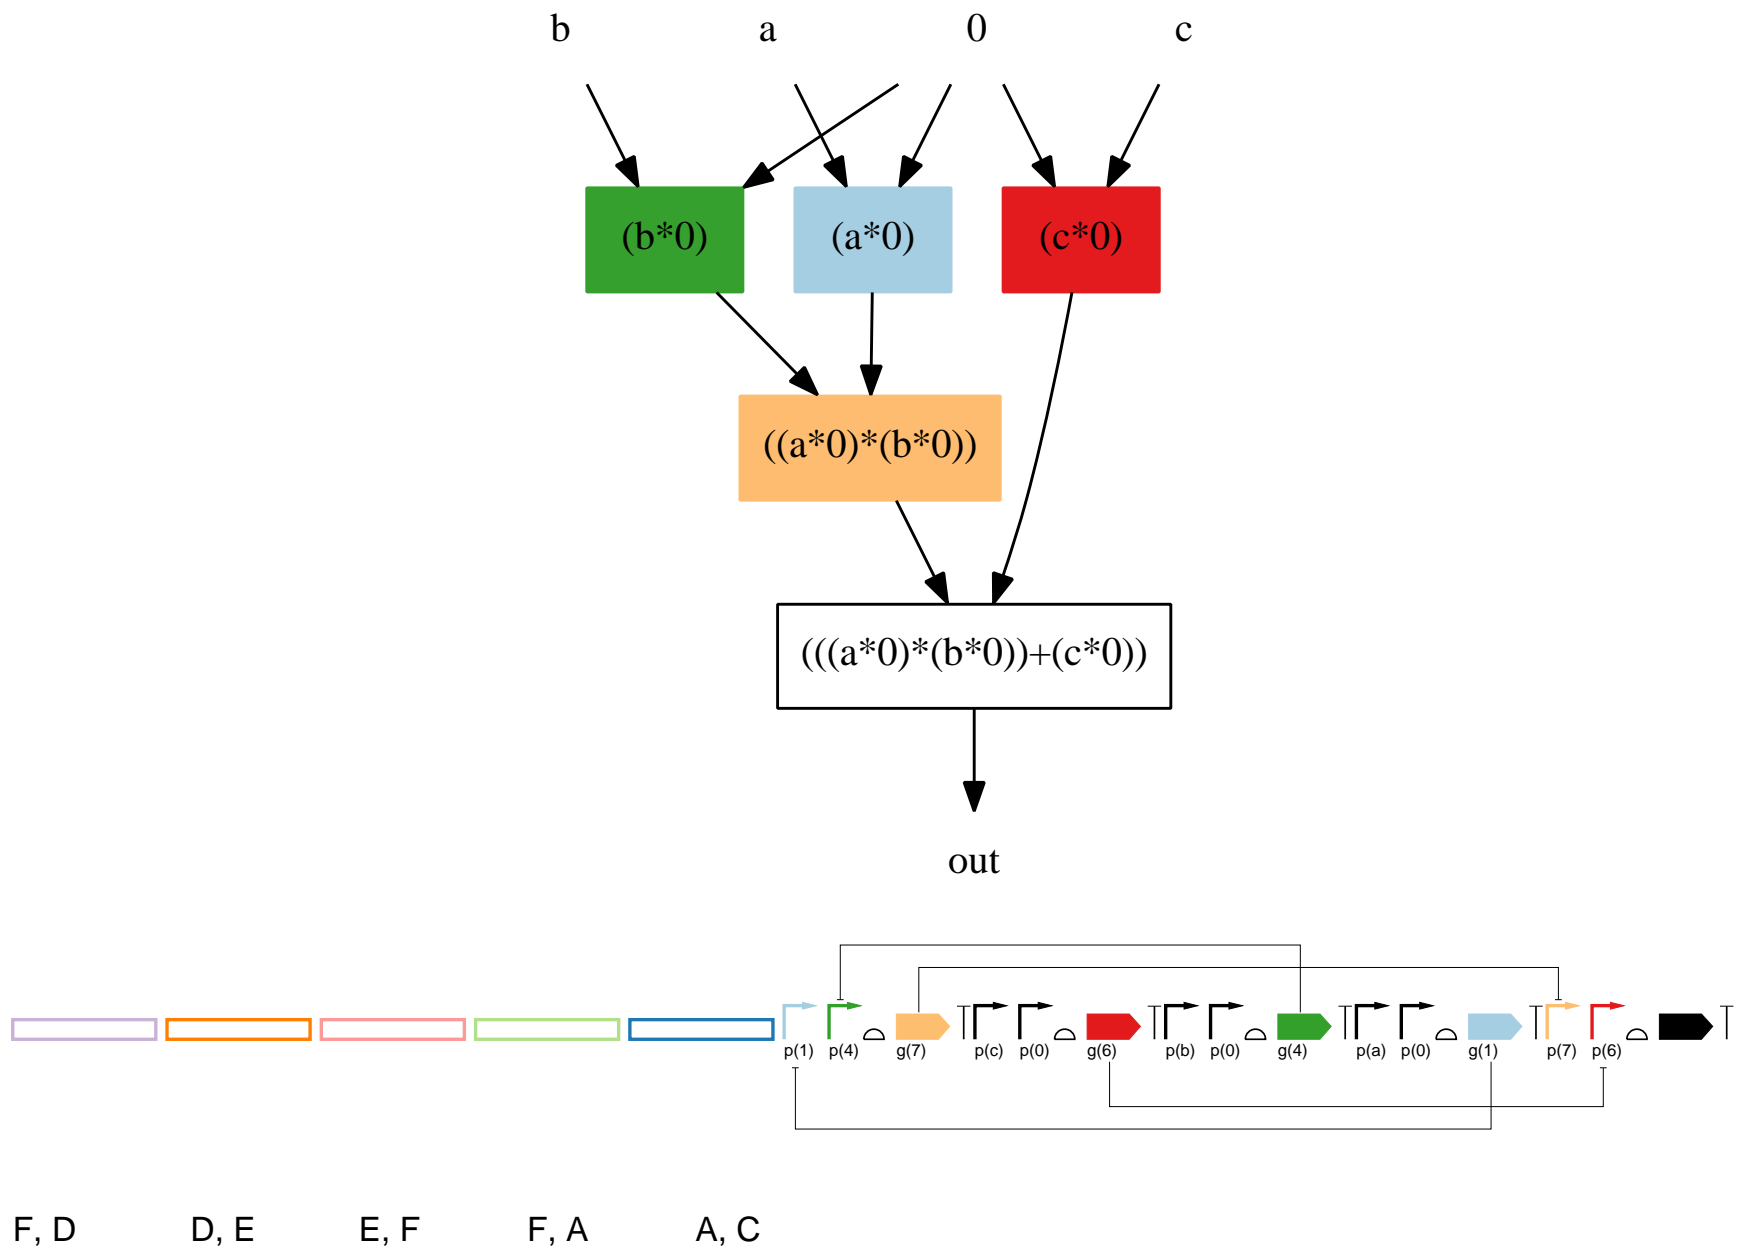 b a 0 c
(b*0) (a*0) (c*0)
((a*0)*(b*0))
(((a*0)*(b*0))+(c*0))
out
p(1) p(4) g(7) p(c) p(0) g(6) p(b) p(0) g(4) p(a) p(0) g(1) p(7) p(6)
F, D D, E E, F F, A A, C